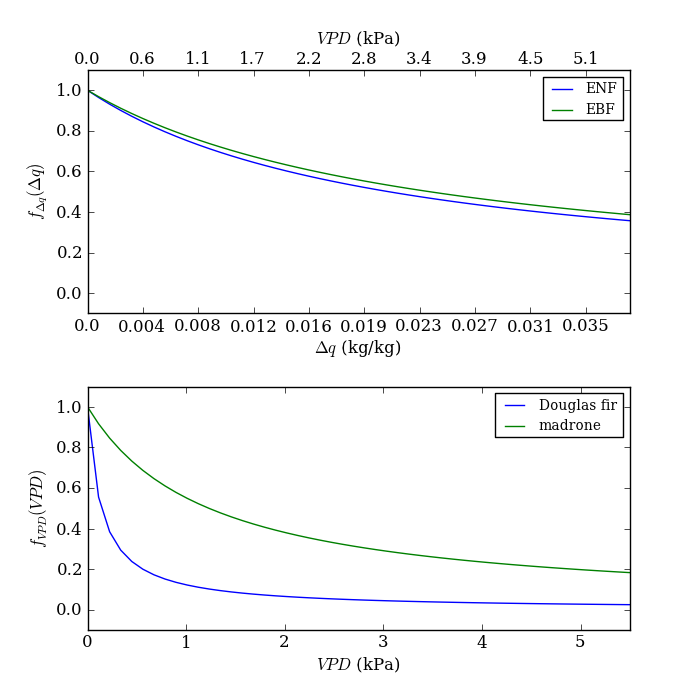 VPD (kPa)
0.0 0.6 1.1 1.7 2.2 2.8 3.4 3.9 4.5 5.1
1.0
0.8
0.6
0.4
0.2
0.0
f_Δq(Δq)
ENF
EBF
0.0 0.004 0.008 0.012 0.016 0.019 0.023 0.027 0.031 0.035
Δq (kg/kg)
1.0
0.8
0.6
0.4
0.2
0.0
f_VPD(VPD)
Douglas fir
madrone
0 1 2 3 4 5
VPD (kPa)